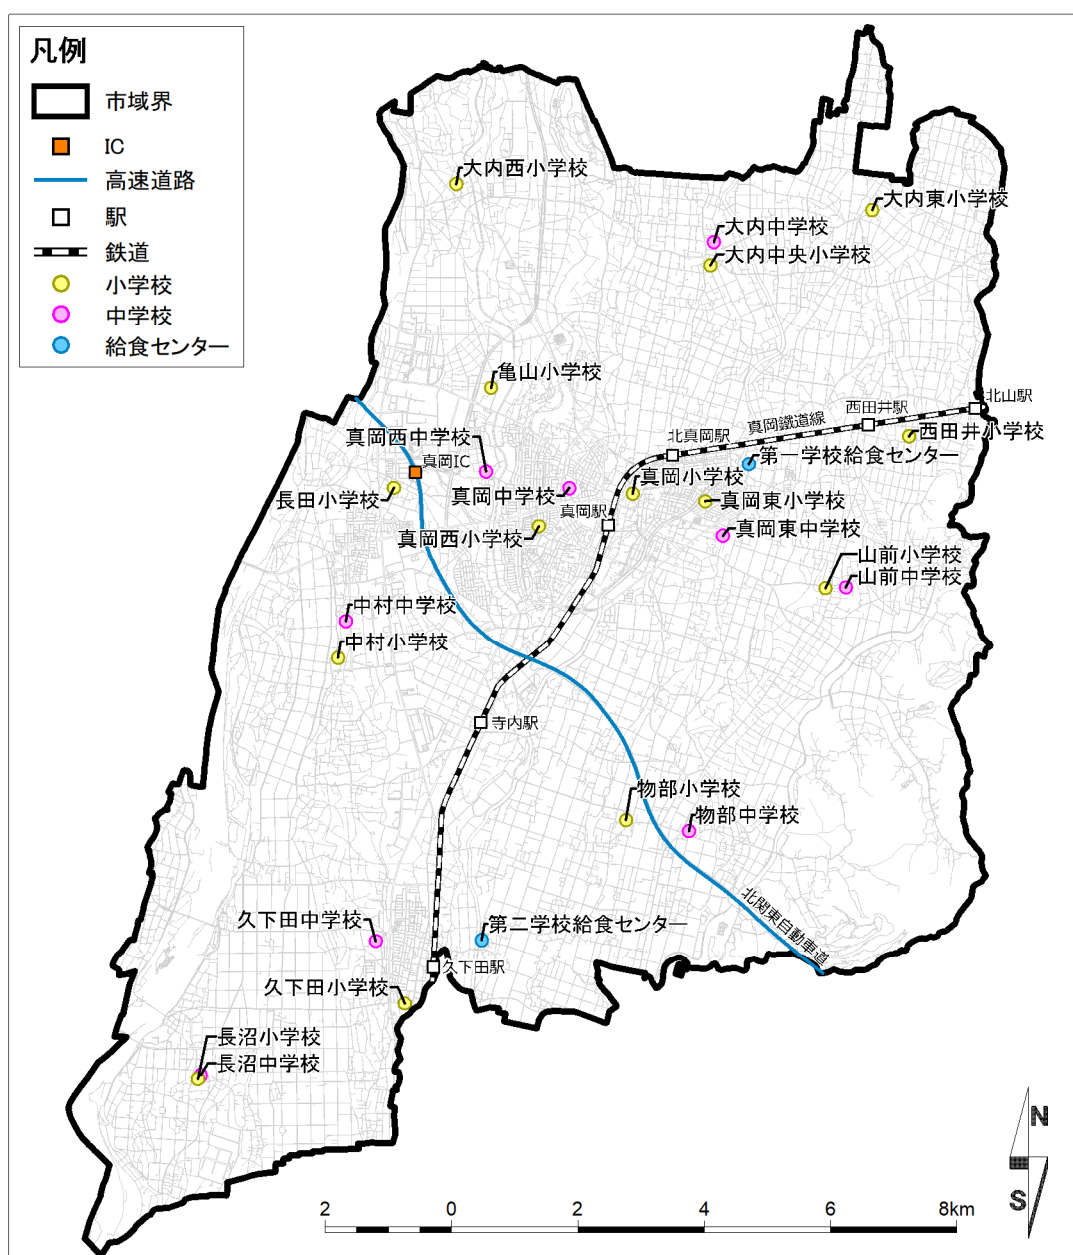 凡例
市域界
IC
高速道路
駅
鉄道
小学校
中学校
給食センター
大内西小学校
大内東小学校
大内中学校
大内中央小学校
亀山小学校
北山駅
西田井駅
真岡鐵道線
西田井小学校
北真岡駅
真岡西中学校
真岡IC
第一学校給食センター
真岡小学校
長田小学校
真岡中学校
真岡駅
真岡東小学校
真岡西小学校
真岡東中学校
山前小学校
山前中学校
中村中学校
中村小学校
寺内駅
物部小学校
物部中学校
北関東自動車道
久下田中学校
第二学校給食センター
久下田駅
久下田小学校
長沼小学校
長沼中学校
N
S
2 0 2 4 6 8km